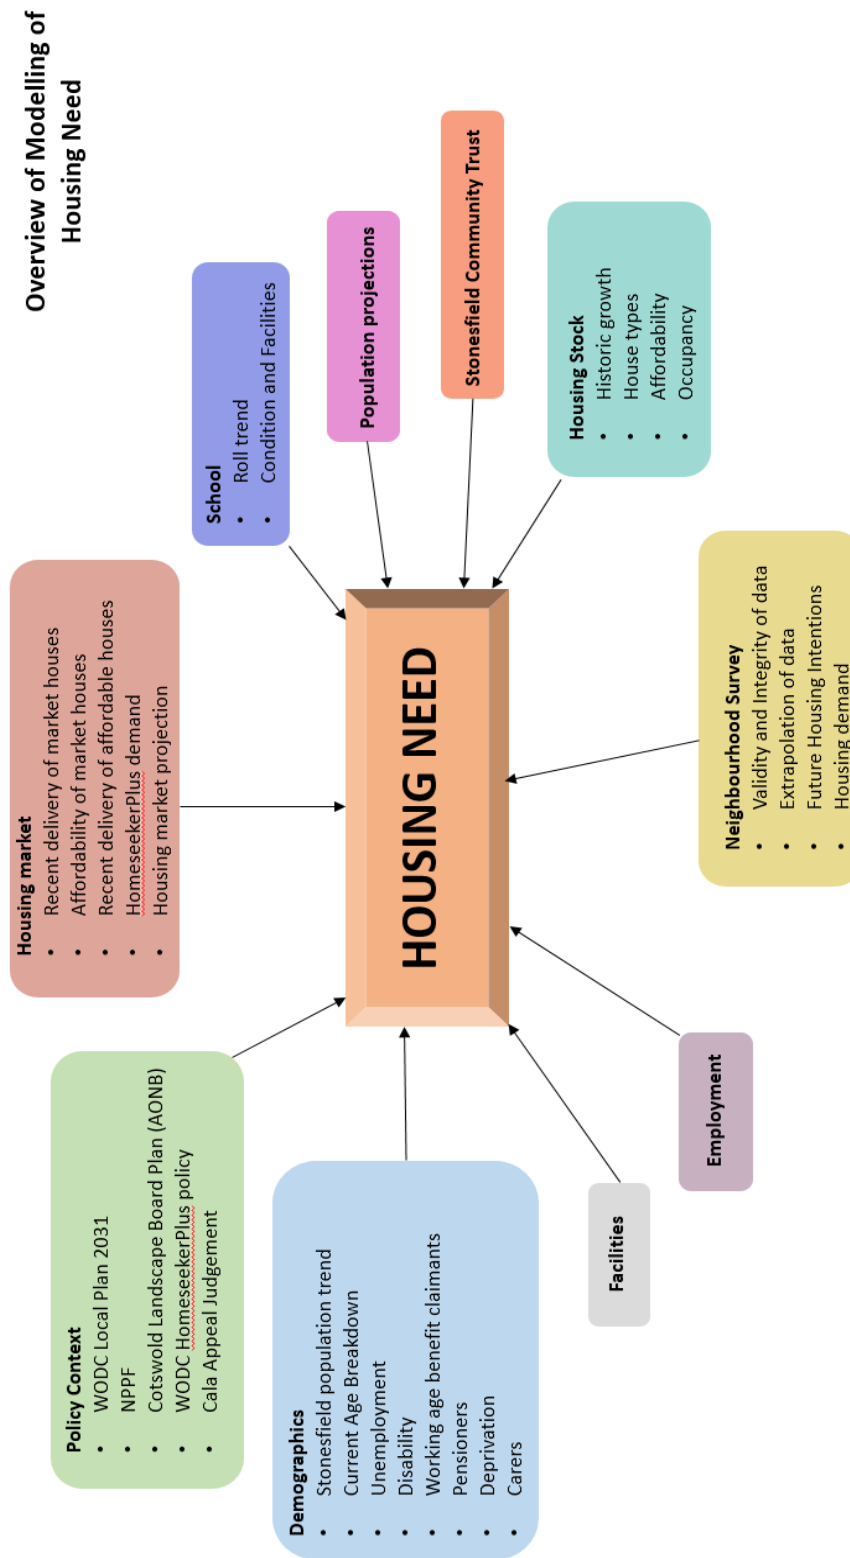 Overview of Modelling of
Housing Need
Policy Context
• WODC Local Plan 2031
• NPPF
• Cotswold Landscape Board Plan (AONB)
• WODC HomeseekerPlus policy
• Cala Appeal Judgement
Housing market
• Recent delivery of market houses
• Affordability of market houses
• Recent delivery of affordable houses
• HomeseekerPlus demand
• Housing market projection
School
• Roll trend
• Condition and Facilities
Population projections
Stonesfield Community Trust
Housing Stock
• Historic growth
• House types
• Affordability
• Occupancy
HOUSING NEED
Demographics
• Stonesfield population trend
• Current Age Breakdown
• Unemployment
• Disability
• Working age benefit claimants
• Pensioners
• Deprivation
• Carers
Facilities
Employment
Neighbourhood Survey
• Validity and Integrity of data
• Extrapolation of data
• Future Housing Intentions
• Housing demand